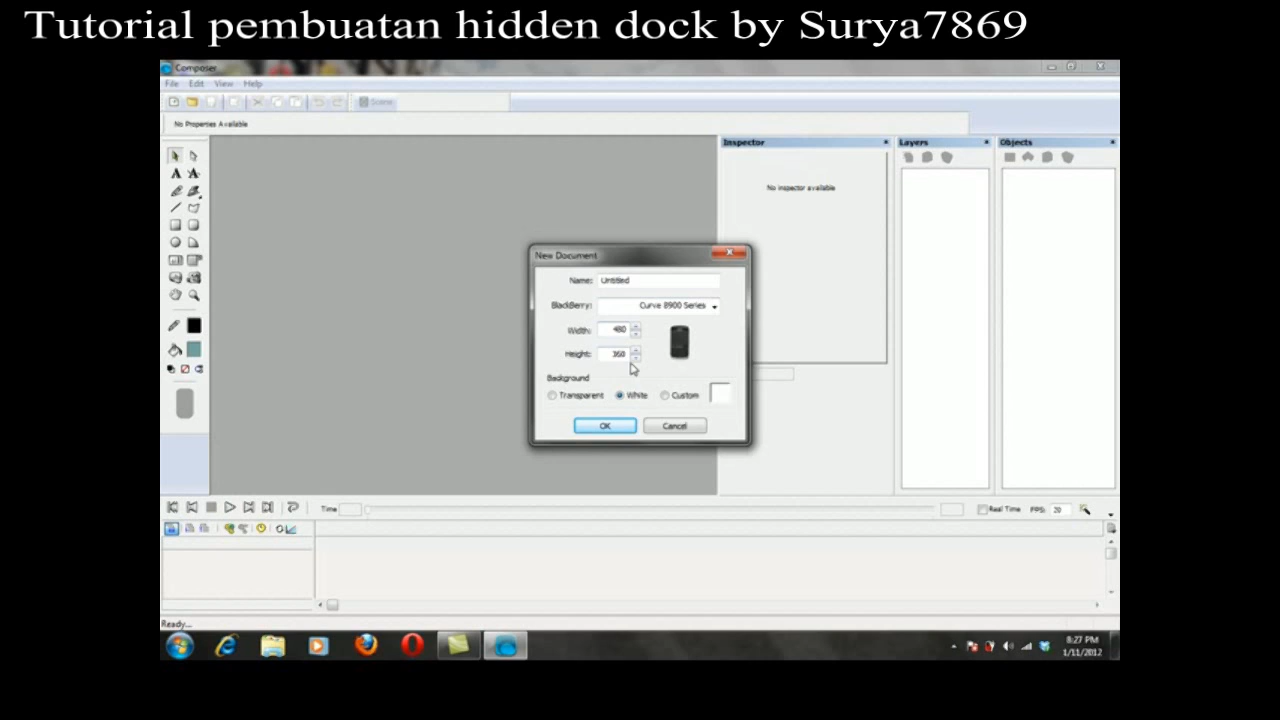 Tutorial pembuatan hidden dock by Surya7869
Composer
File Edit View Help
Scene
No Properties Available
Inspector
Layers
Objects
No inspector available
New Document
Name: Untitled
BlackBerry: Curve 8900 Series
Width: 480
Height: 360
Background
Transparent White Custom
OK Cancel
Time
Real Time FPS: 20
Ready...
8:27 PM
1/11/2012